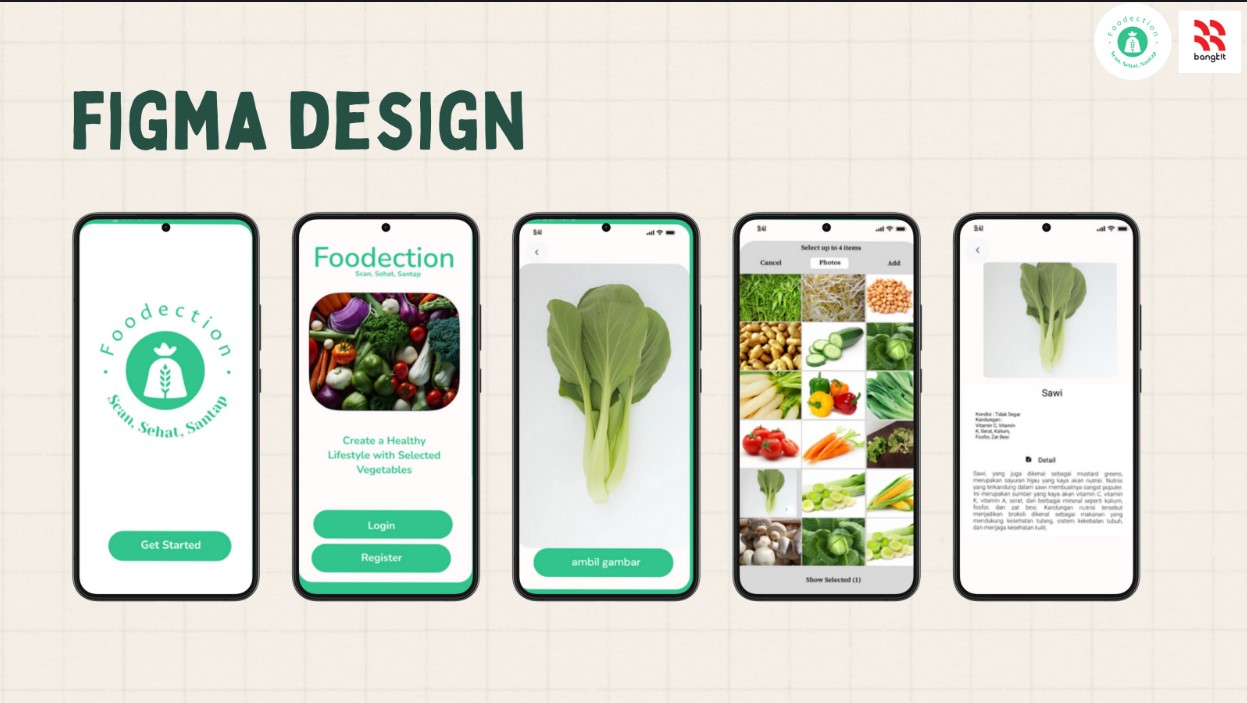 Foodection
Scan, Sehat, Santap
bangk!t
FIGMA DESIGN
Foodection
Scan, Sehat, Santap
Get Started
Foodection
Scan, Sehat, Santap
Create a Healthy
Lifestyle with Selected
Vegetables
Login
Register
9:41
ambil gambar
9:41
Select up to 4 items
Cancel
Photos
Add
Show Selected (1)
9:41
Sawi
Kondisi : Tidak Segar
Kandungan :
Vitamin C, Vitamin
K, Serat, Kalium,
Fosfor, Zat Besi
Detail
Sawi, yang juga dikenal sebagai mustard greens,
merupakan sayuran hijau yang kaya akan nutrisi. Nutrisi
yang terkandung dalam sawi membuatnya sangat populer.
Ini merupakan sumber yang kaya akan vitamin C, vitamin
K, vitamin A, serat, dan berbagai mineral seperti kalium,
fosfor, dan zat besi. Kandungan nutrisi tersebut
menjadikan brokoli dikenal sebagai makanan yang
mendukung kesehatan tulang, sistem kekebalan tubuh,
dan menjaga kesehatan kulit.